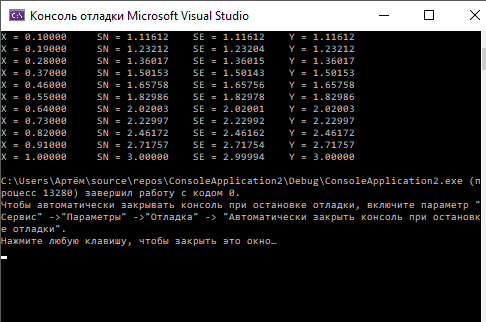 Консоль отладки Microsoft Visual Studio
X = 0.10000 SN = 1.11612 SE = 1.11612 Y = 1.11612
X = 0.19000 SN = 1.23212 SE = 1.23204 Y = 1.23212
X = 0.28000 SN = 1.36017 SE = 1.36015 Y = 1.36017
X = 0.37000 SN = 1.50153 SE = 1.50143 Y = 1.50153
X = 0.46000 SN = 1.65758 SE = 1.65756 Y = 1.65758
X = 0.55000 SN = 1.82986 SE = 1.82978 Y = 1.82986
X = 0.64000 SN = 2.02003 SE = 2.02001 Y = 2.02003
X = 0.73000 SN = 2.22997 SE = 2.22992 Y = 2.22997
X = 0.82000 SN = 2.46172 SE = 2.46162 Y = 2.46172
X = 0.91000 SN = 2.71757 SE = 2.71754 Y = 2.71757
X = 1.00000 SN = 3.00000 SE = 2.99994 Y = 3.00000
C:\Users\Артём\source\repos\ConsoleApplication2\Debug\ConsoleApplication2.exe (п
роцесс 13280) завершил работу с кодом 0.
Чтобы автоматически закрывать консоль при остановке отладки, включите параметр "
Сервис" ->"Параметры" ->"Отладка" -> "Автоматически закрыть консоль при остановк
е отладки".
Нажмите любую клавишу, чтобы закрыть это окно…